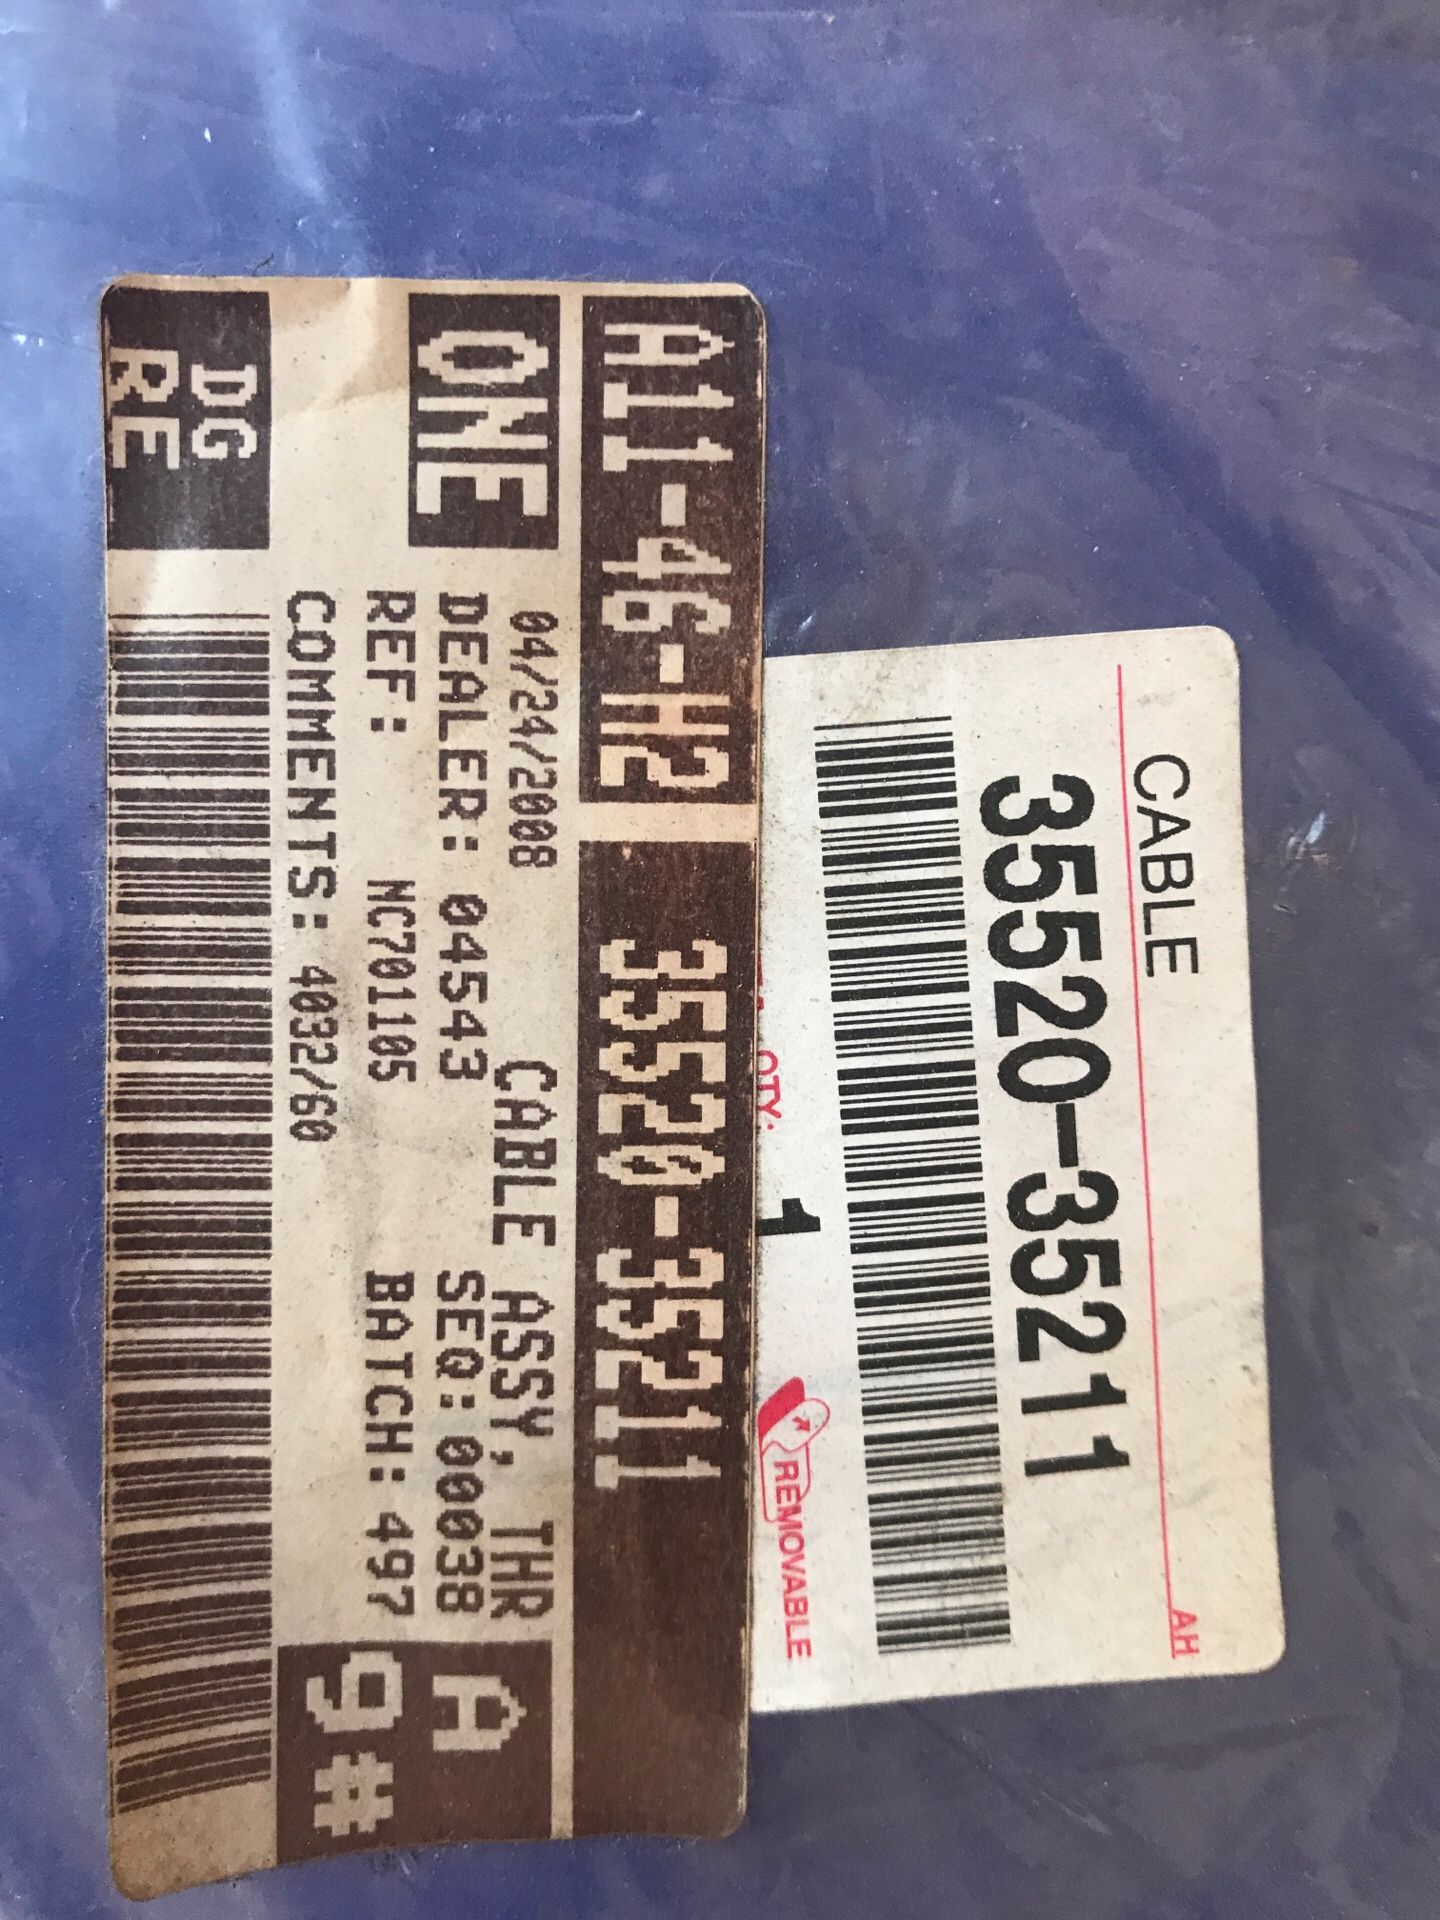 CABLE
AH
35520-35211
QTY:
1
REMOVABLE
A11-46-H2
35520-35211
ONE
CABLE ASSY, THR
04/24/2008
DEALER: 04543
SEQ: 00038
REF: NC701105
BATCH: 497
COMMENTS: 4032/60
A
9#
DG
RE